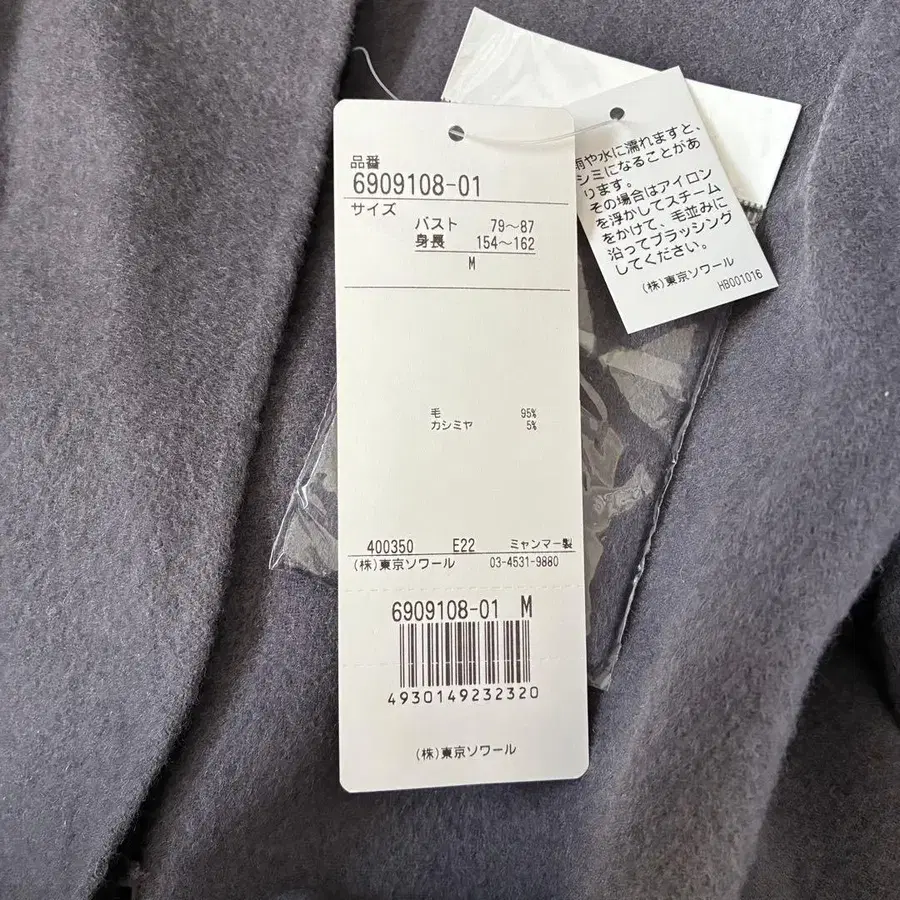 品番
6909108-01
サイズ
バスト 79～87
身長 154～162
M
毛 95%
カシミヤ 5%
400350 E22 ミャンマー製
(株)東京ソワール 03-4531-9880
6909108-01 M
4930149232320
(株)東京ソワール
雨や水に濡れますと、
シミになることがあ
ります。
その場合はアイロン
を浮かしてスチーム
をかけて、毛並みに
沿ってブラッシング
してください。
(株)東京ソワール
HB001016